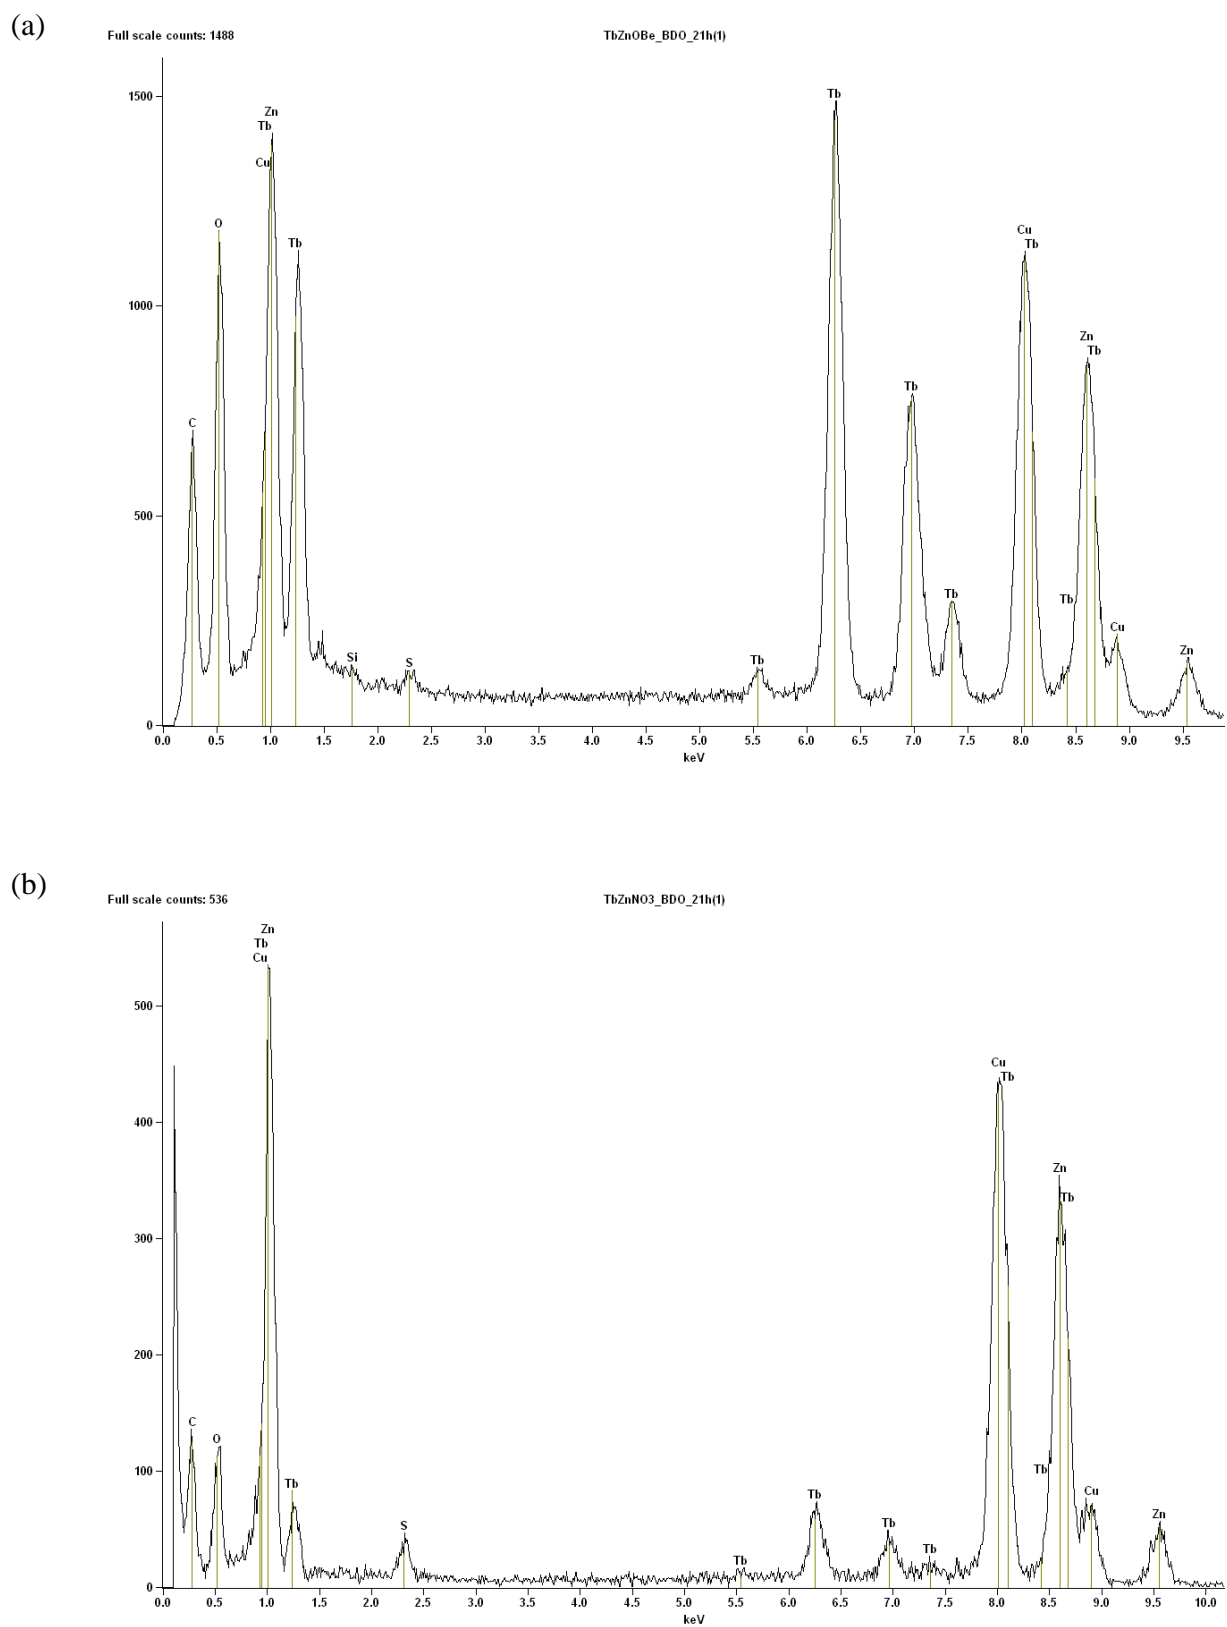 (a)
Full scale counts: 1488
TbZnOBe_BDO_21h(1)
1500
1000
500
0
Zn
Tb
Cu
O
Tb
C
Si
S
Tb
Tb
Tb
Tb
Cu
Tb
Zn
Tb
Tb
Cu
Zn
0.0 0.5 1.0 1.5 2.0 2.5 3.0 3.5 4.0 4.5 5.0 5.5 6.0 6.5 7.0 7.5 8.0 8.5 9.0 9.5
keV
(b)
Full scale counts: 536
TbZnNO3_BDO_21h(1)
500
400
300
200
100
0
Zn
Tb
Cu
C
O
Tb
S
Tb
Tb
Tb
Tb
Cu
Tb
Zn
Tb
Tb
Cu
Zn
0.0 0.5 1.0 1.5 2.0 2.5 3.0 3.5 4.0 4.5 5.0 5.5 6.0 6.5 7.0 7.5 8.0 8.5 9.0 9.5 10.0
keV